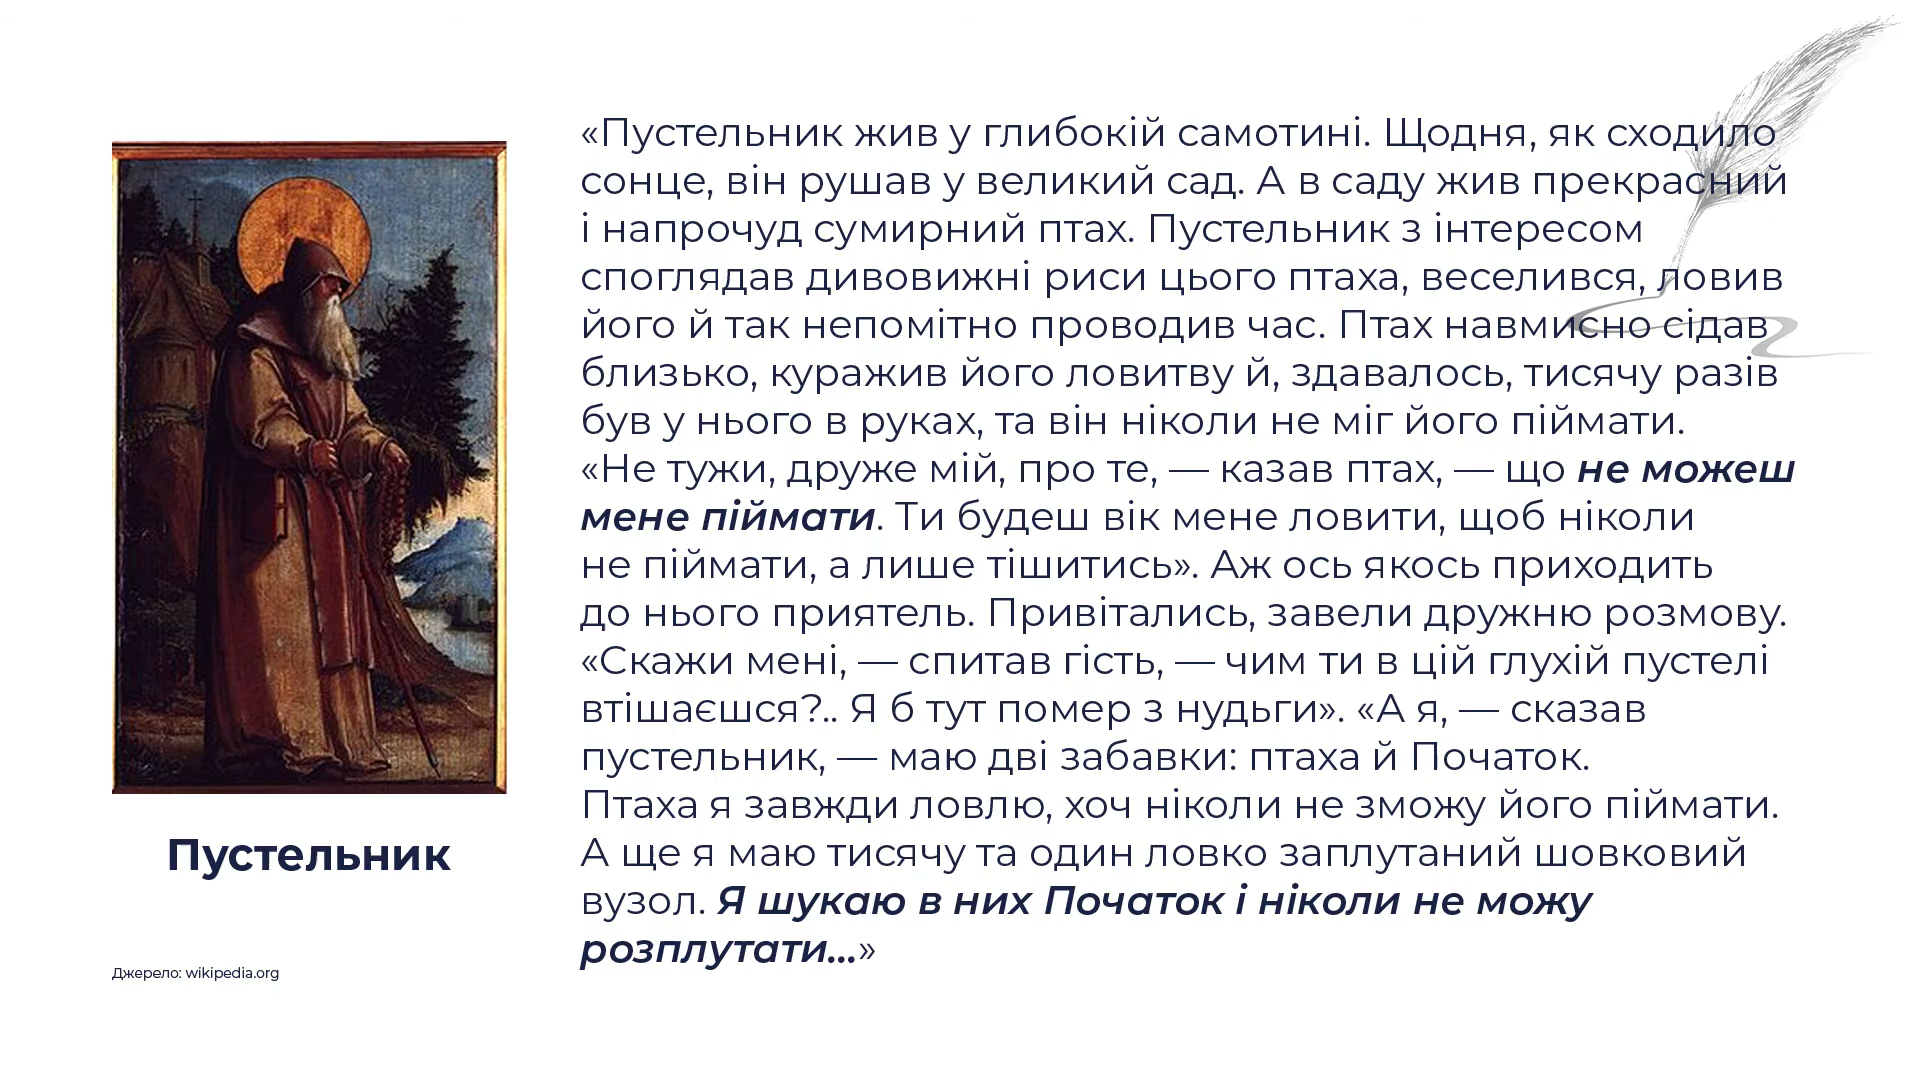 «Пустельник жив у глибокій самотині. Щодня, як сходило
сонце, він рушав у великий сад. А в саду жив прекрасний
і напрочуд сумирний птах. Пустельник з інтересом
споглядав дивовижні риси цього птаха, веселився, ловив
його й так непомітно проводив час. Птах навмисно сідав
близько, куражив його ловитву й, здавалось, тисячу разів
був у нього в руках, та він ніколи не міг його піймати.
«Не тужи, друже мій, про те, — казав птах, — що не можеш
мене піймати. Ти будеш вік мене ловити, щоб ніколи
не піймати, а лише тішитись». Аж ось якось приходить
до нього приятель. Привітались, завели дружню розмову.
«Скажи мені, — спитав гість, — чим ти в цій глухій пустелі
втішаєшся?.. Я б тут помер з нудьги». «А я, — сказав
пустельник, — маю дві забавки: птаха й Початок.
Птаха я завжди ловлю, хоч ніколи не зможу його піймати.
А ще я маю тисячу та один ловко заплутаний шовковий
вузол. Я шукаю в них Початок і ніколи не можу
розплутати...»
Пустельник
Джерело: wikipedia.org